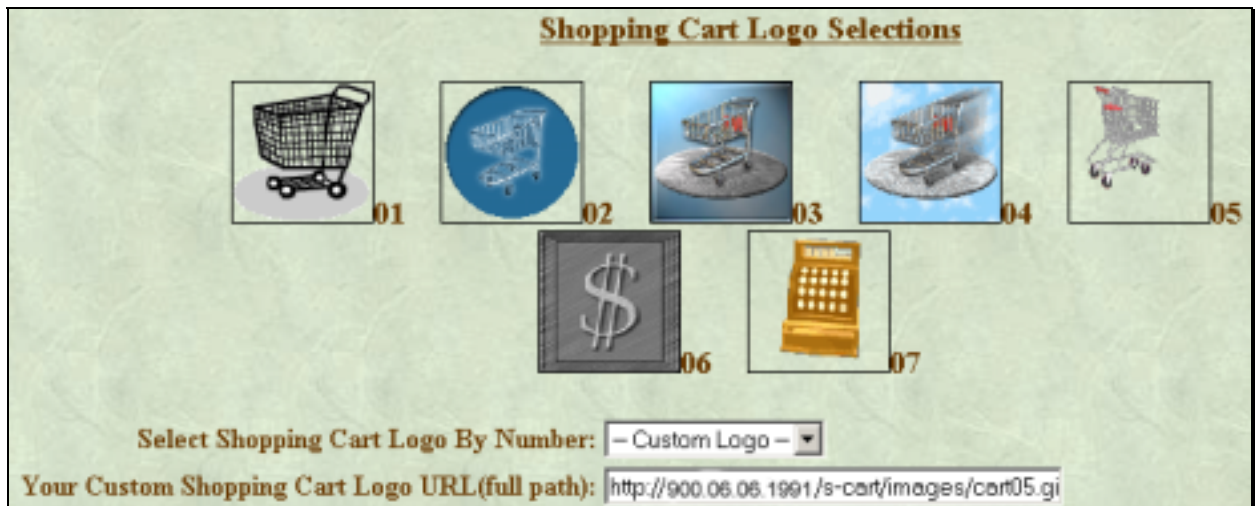 Shopping Cart Logo Selections
01 02 03 04 05
06 07
Select Shopping Cart Logo By Number: – Custom Logo –
Your Custom Shopping Cart Logo URL(full path): http://900.06.06.1991/s-cart/images/cart05.gi